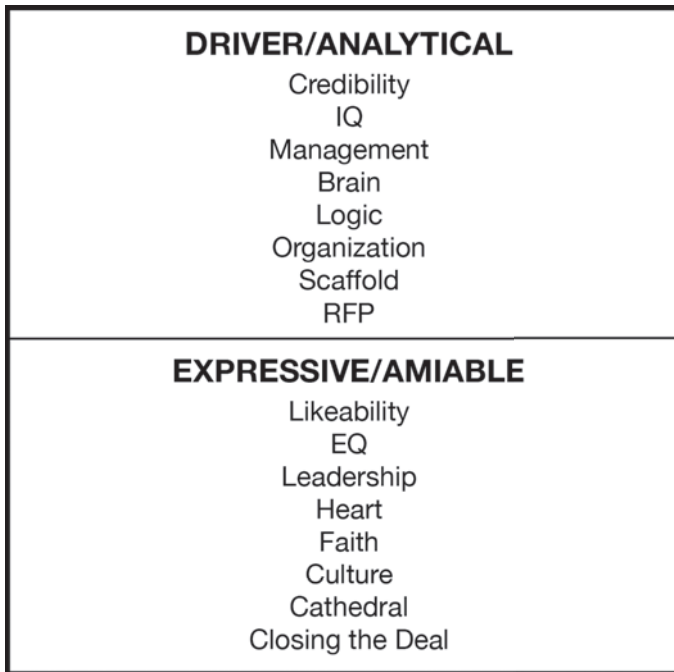 DRIVER/ANALYTICAL
Credibility
IQ
Management
Brain
Logic
Organization
Scaffold
RFP
EXPRESSIVE/AMIABLE
Likeability
EQ
Leadership
Heart
Faith
Culture
Cathedral
Closing the Deal